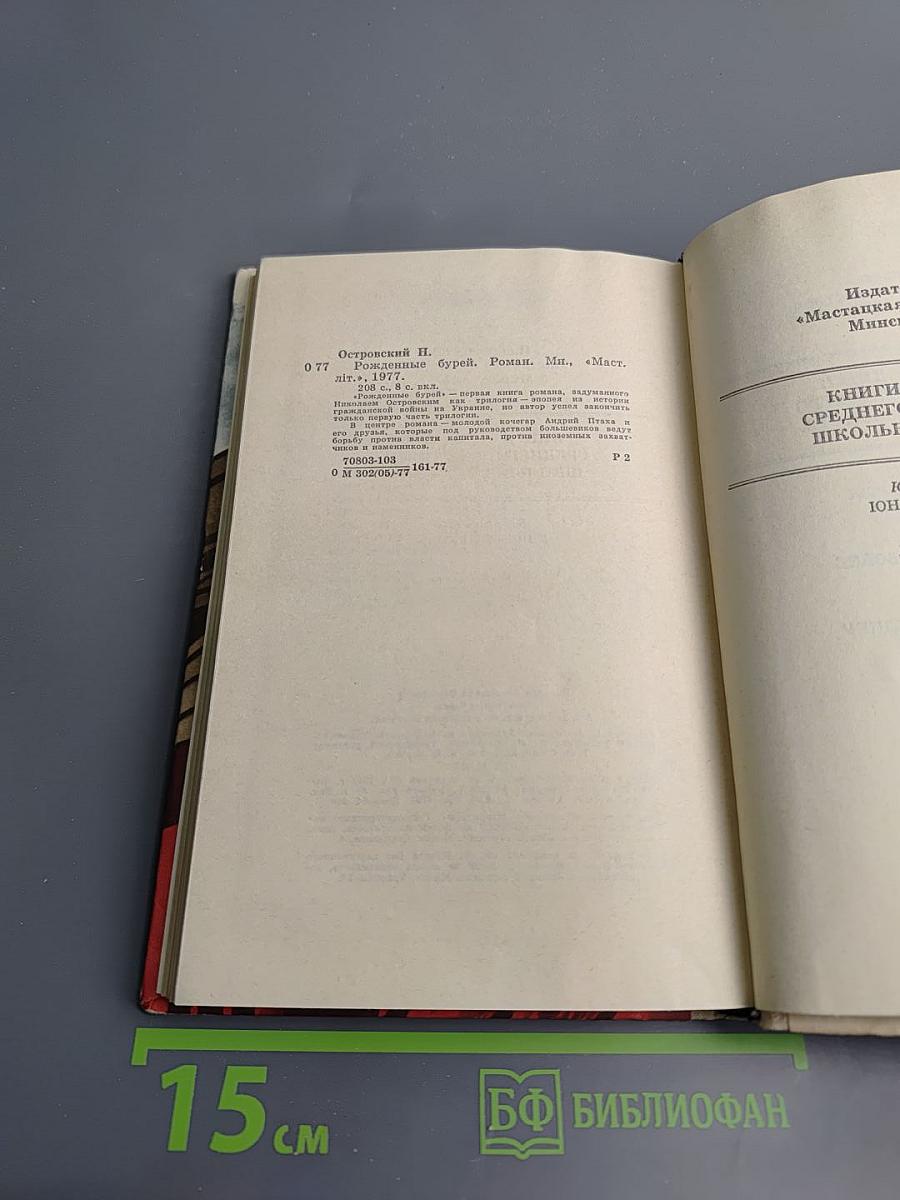 Островский Н.
О 77 Рожденные бурей. Роман. Мн., «Маст.
літ.», 1977.
208 с., 8 с. вкл.
«Рожденные бурей» — первая книга романа, задуманного
Николаем Островским как трилогия — эпопея из истории
гражданской войны на Украине, но автор успел закончить
только первую часть трилогии.
В центре романа — молодой кочегар Андрий Птаха и
его друзья, которые под руководством большевиков ведут
борьбу против власти капитала, против иноземных захват-
чиков и изменников.
О 70803-103
М 302(05)-77 161-77
Р 2
Издат
«Мастацкая
Минс
КНИГИ
СРЕДНЕГО
ШКОЛЬ
ЮН
15 см
БФ БИБЛИОФАН